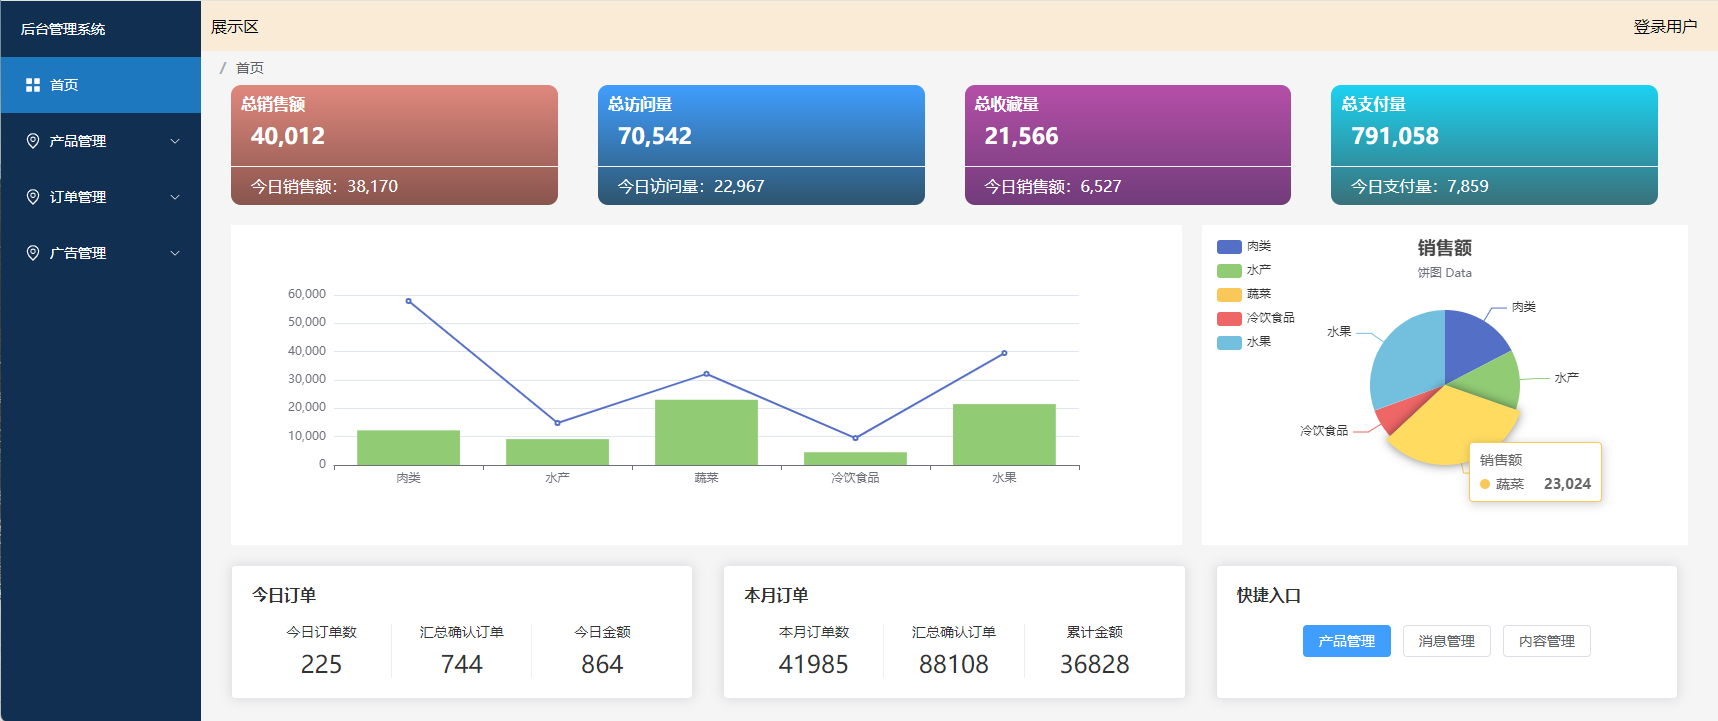 后台管理系统
首页
产品管理
订单管理
广告管理
展示区
登录用户
/ 首页
总销售额
40,012
今日销售额：38,170
总访问量
70,542
今日访问量：22,967
总收藏量
21,566
今日销售额：6,527
总支付量
791,058
今日支付量：7,859
60,000
50,000
40,000
30,000
20,000
10,000
0
肉类
水产
蔬菜
冷饮食品
水果
肉类
水产
蔬菜
冷饮食品
水果
销售额
饼图 Data
肉类
水果
水产
冷饮食品
销售额
蔬菜 23,024
今日订单
今日订单数
225
汇总确认订单
744
今日金额
864
本月订单
本月订单数
41985
汇总确认订单
88108
累计金额
36828
快捷入口
产品管理
消息管理
内容管理